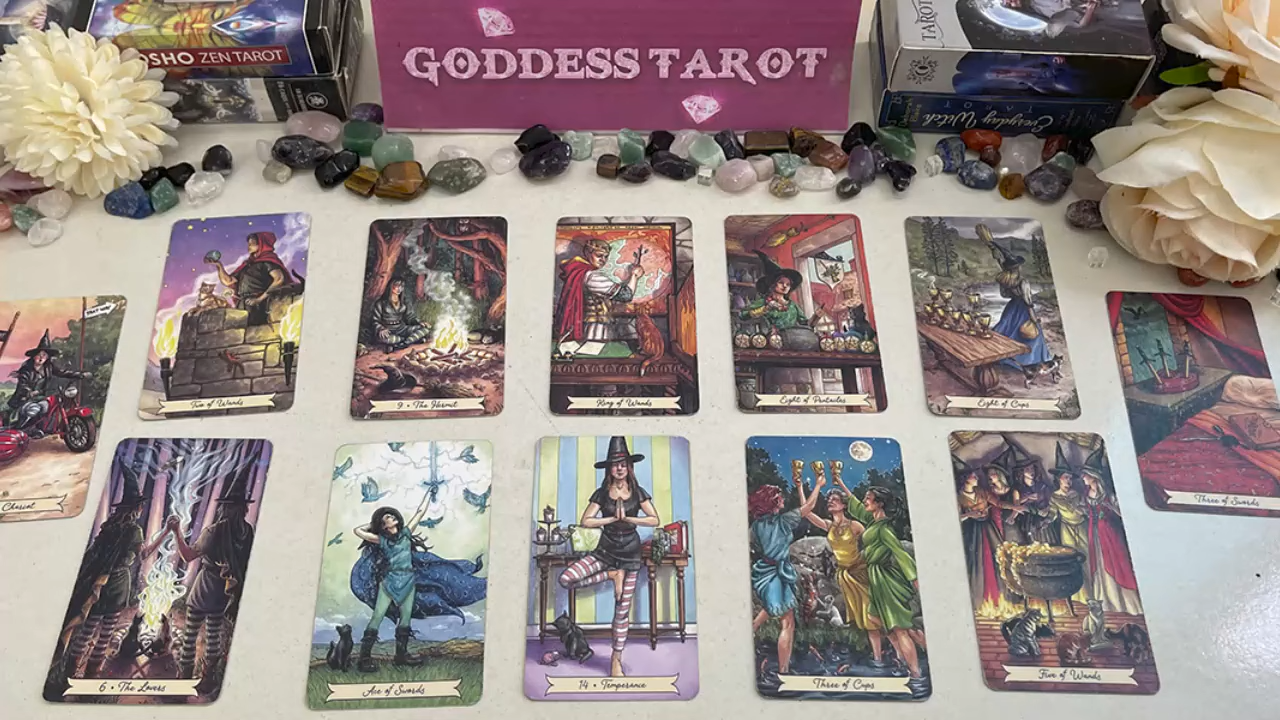 OSHO ZEN TAROT
GODDESS TAROT
TAROT
Everyday Witch
TAROT
Two of Wands
9 • The Hermit
King of Wands
Eight of Pentacles
Eight of Cups
Chariot
Three of Swords
6 • The Lovers
Ace of Swords
14 • Temperance
Three of Cups
Five of Wands